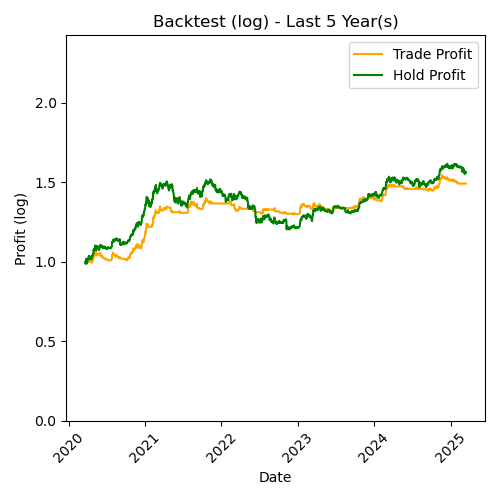 Backtest (log) - Last 5 Year(s)
Trade Profit
Hold Profit
Profit (log)
2.0
1.5
1.0
0.5
0.0
2020
2021
2022
2023
2024
2025
Date